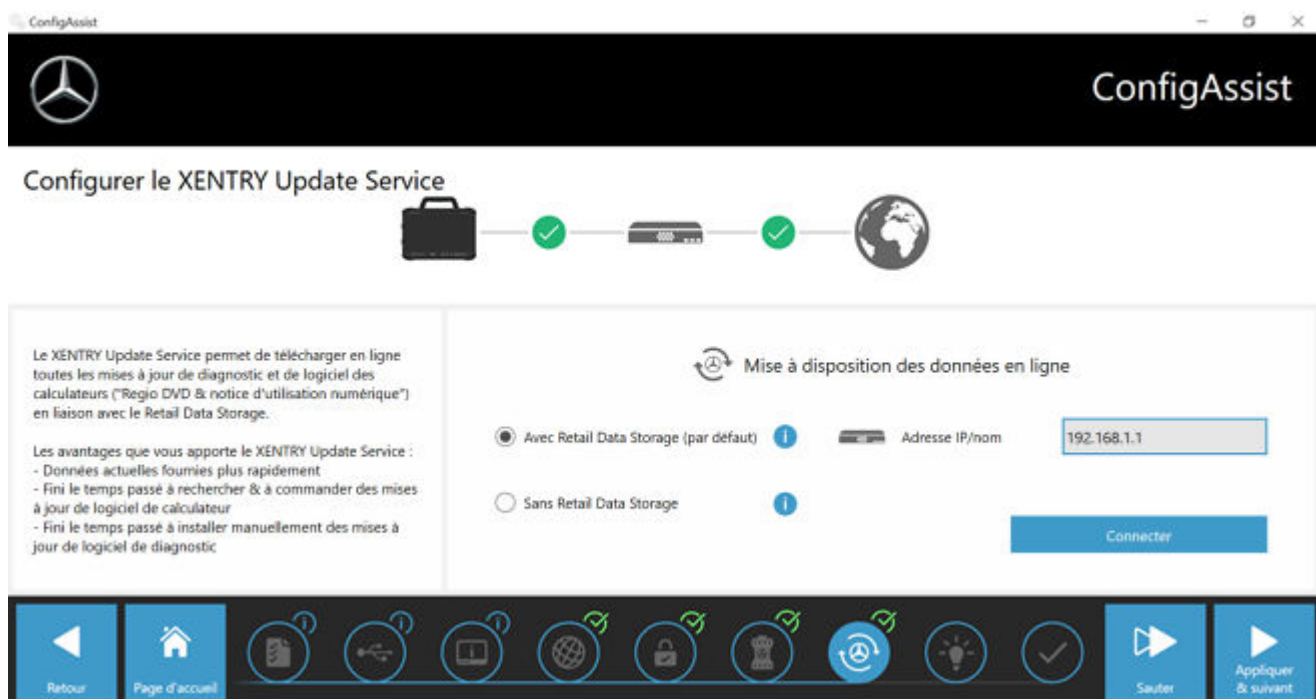 ConfigAssist
ConfigAssist
Configurer le XENTRY Update Service
Le XENTRY Update Service permet de télécharger en ligne
toutes les mises à jour de diagnostic et de logiciel des
calculateurs ("Regio DVD & notice d'utilisation numérique")
en liaison avec le Retail Data Storage.
Les avantages que vous apporte le XENTRY Update Service :
- Données actuelles fournies plus rapidement
- Fini le temps passé à rechercher & à commander des mises
à jour de logiciel de calculateur
- Fini le temps passé à installer manuellement des mises à
jour de logiciel de diagnostic
Mise à disposition des données en ligne
Avec Retail Data Storage (par défaut)
Adresse IP/nom
192.168.1.1
Sans Retail Data Storage
Connecter
Retour
Page d'accueil
Sauter
Appliquer
& suivant